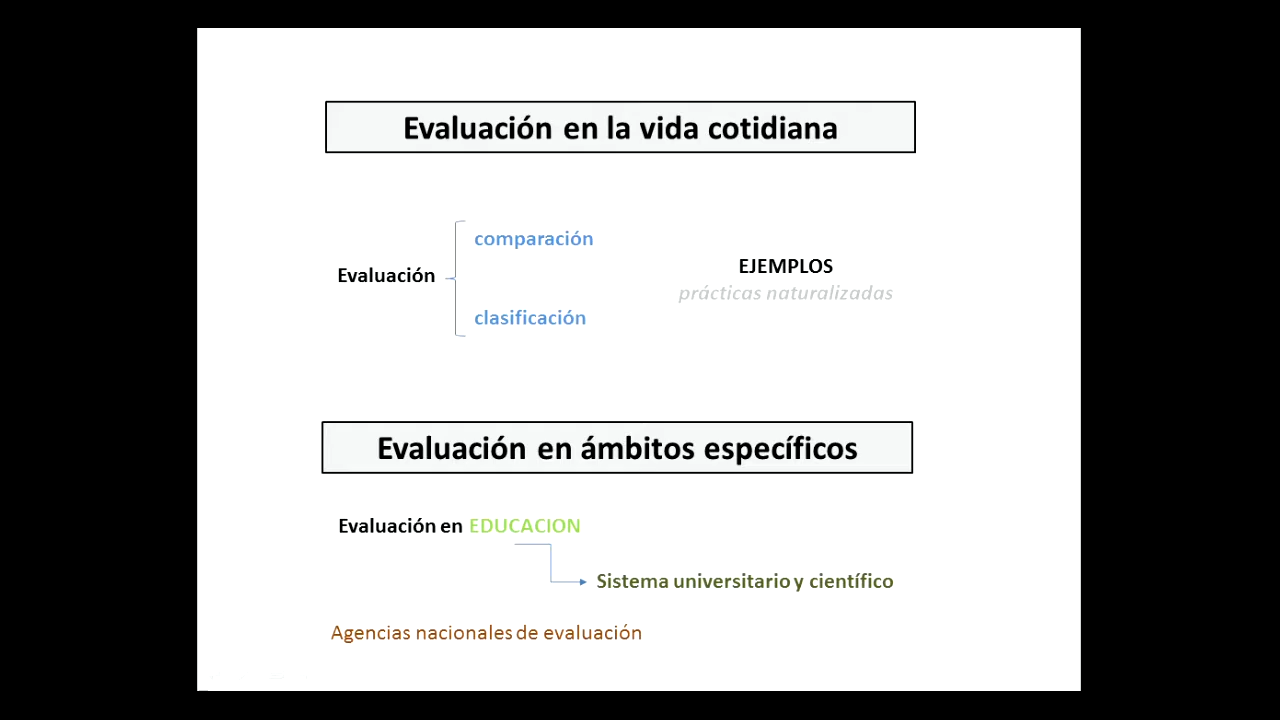 Evaluación en la vida cotidiana
comparación
Evaluación
clasificación
EJEMPLOS
prácticas naturalizadas
Evaluación en ámbitos específicos
Evaluación en EDUCACION
Sistema universitario y científico
Agencias nacionales de evaluación